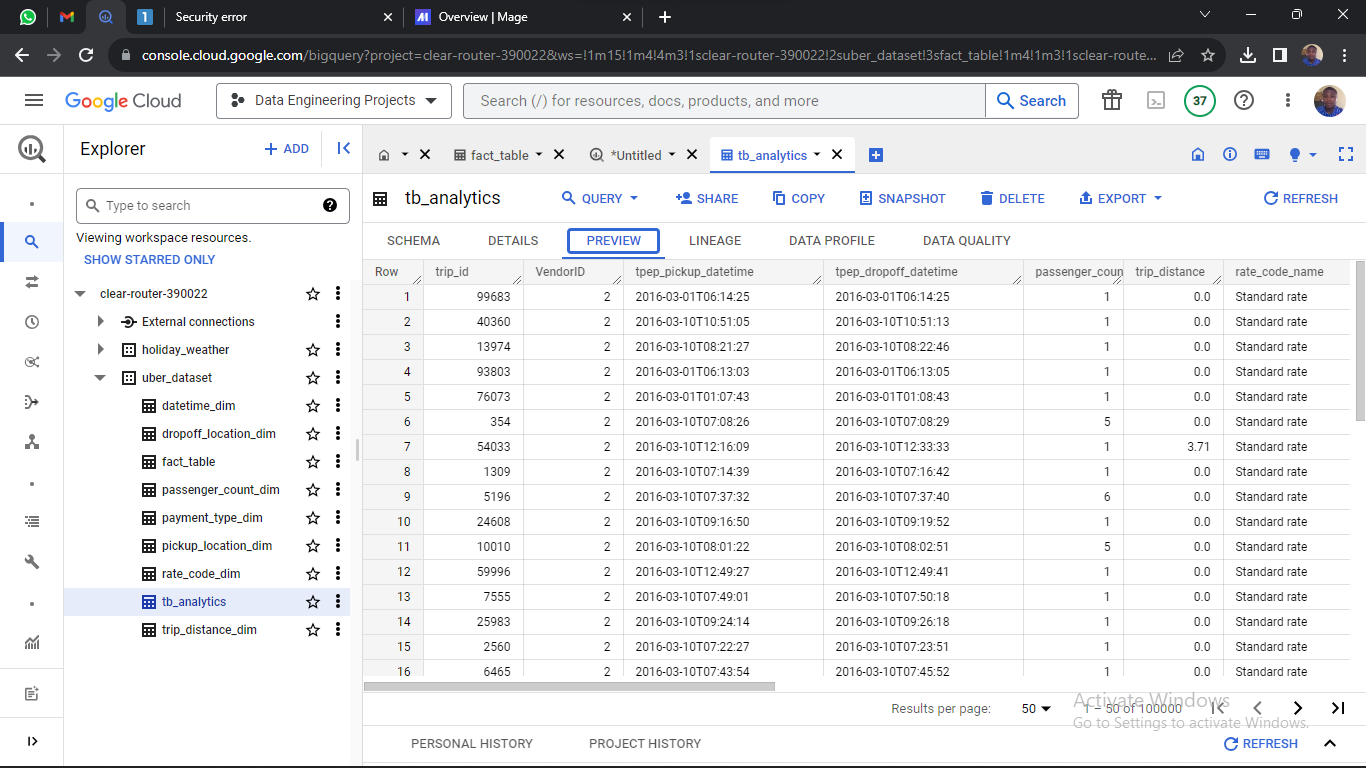 Security error
Overview | Mage
console.cloud.google.com/bigquery?project=clear-router-390022&ws=!1m15!1m4!4m3!1sclear-router-390022!2suber_dataset!3sfact_table!1m4!1m3!1sclear-route...
Google Cloud
Data Engineering Projects
Search (/) for resources, docs, products, and more
Search
37
Explorer
+ ADD
fact_table
*Untitled
tb_analytics
Type to search
Viewing workspace resources.
SHOW STARRED ONLY
clear-router-390022
External connections
holiday_weather
uber_dataset
datetime_dim
dropoff_location_dim
fact_table
passenger_count_dim
payment_type_dim
pickup_location_dim
rate_code_dim
tb_analytics
trip_distance_dim
tb_analytics
QUERY
SHARE
COPY
SNAPSHOT
DELETE
EXPORT
REFRESH
SCHEMA DETAILS PREVIEW LINEAGE DATA PROFILE DATA QUALITY
Row trip_id VendorID tpep_pickup_datetime tpep_dropoff_datetime passenger_coun trip_distance rate_code_name
1 99683 2 2016-03-01T06:14:25 2016-03-01T06:14:25 1 0.0 Standard rate
2 40360 2 2016-03-10T10:51:05 2016-03-10T10:51:13 1 0.0 Standard rate
3 13974 2 2016-03-10T08:21:27 2016-03-10T08:22:46 1 0.0 Standard rate
4 93803 2 2016-03-01T06:13:03 2016-03-01T06:13:05 1 0.0 Standard rate
5 76073 2 2016-03-01T01:07:43 2016-03-01T01:08:43 1 0.0 Standard rate
6 354 2 2016-03-10T07:08:26 2016-03-10T07:08:29 5 0.0 Standard rate
7 54033 2 2016-03-10T12:16:09 2016-03-10T12:33:33 1 3.71 Standard rate
8 1309 2 2016-03-10T07:14:39 2016-03-10T07:16:42 1 0.0 Standard rate
9 5196 2 2016-03-10T07:37:32 2016-03-10T07:37:40 6 0.0 Standard rate
10 24608 2 2016-03-10T09:16:50 2016-03-10T09:19:52 1 0.0 Standard rate
11 10010 2 2016-03-10T08:01:22 2016-03-10T08:02:51 5 0.0 Standard rate
12 59996 2 2016-03-10T12:49:27 2016-03-10T12:49:41 1 0.0 Standard rate
13 7555 2 2016-03-10T07:49:01 2016-03-10T07:50:18 1 0.0 Standard rate
14 25983 2 2016-03-10T09:24:14 2016-03-10T09:26:18 1 0.0 Standard rate
15 2560 2 2016-03-10T07:22:27 2016-03-10T07:23:51 1 0.0 Standard rate
16 6465 2 2016-03-10T07:43:54 2016-03-10T07:45:52 1 0.0 Standard rate
Results per page: 50 1 – 50 of 100000
Activate Windows
Go to Settings to activate Windows.
PERSONAL HISTORY PROJECT HISTORY REFRESH